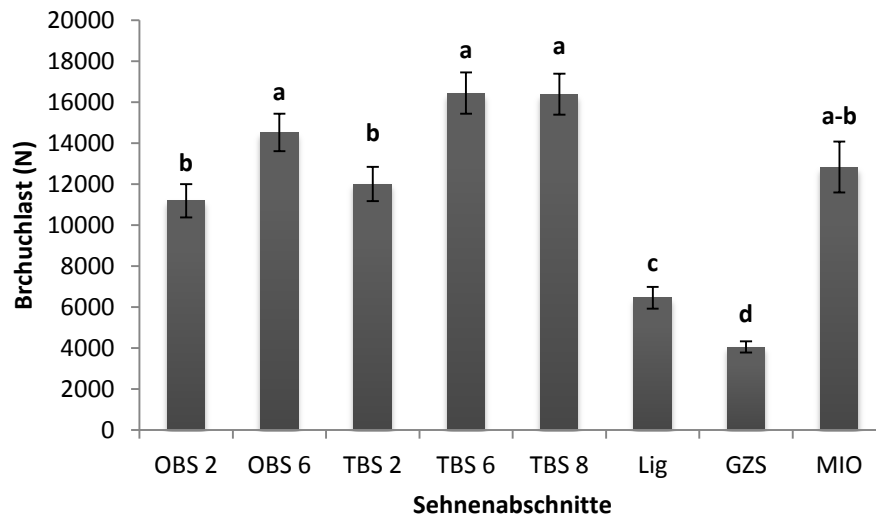 20000
18000
16000
14000
12000
10000
8000
6000
4000
2000
0
Brchuchlast (N)
b
a
b
a
a
c
d
a-b
OBS 2 OBS 6 TBS 2 TBS 6 TBS 8 Lig GZS MIO
Sehnenabschnitte